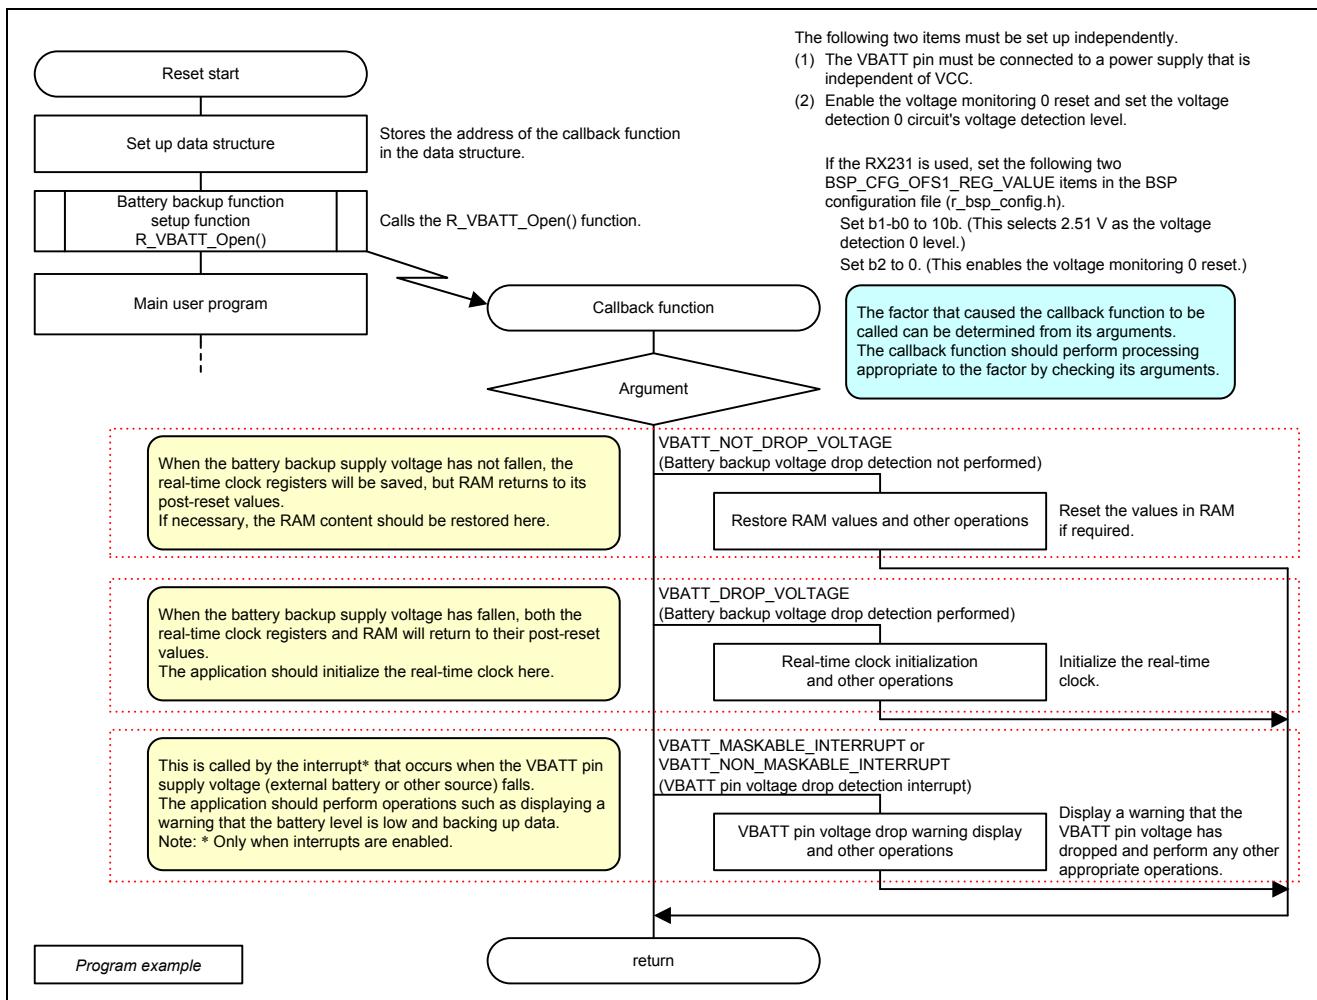 The following two items must be set up independently.
(1) The VBATT pin must be connected to a power supply that is
independent of VCC.
(2) Enable the voltage monitoring 0 reset and set the voltage
detection 0 circuit's voltage detection level.
If the RX231 is used, set the following two
BSP_CFG_OFS1_REG_VALUE items in the BSP
configuration file (r_bsp_config.h).
Set b1-b0 to 10b. (This selects 2.51 V as the voltage
detection 0 level.)
Set b2 to 0. (This enables the voltage monitoring 0 reset.)
Reset start
Set up data structure
Stores the address of the callback function
in the data structure.
Battery backup function
setup function
R_VBATT_Open()
Calls the R_VBATT_Open() function.
Main user program
Callback function
The factor that caused the callback function to be
called can be determined from its arguments.
The callback function should perform processing
appropriate to the factor by checking its arguments.
Argument
When the battery backup supply voltage has not fallen, the
real-time clock registers will be saved, but RAM returns to its
post-reset values.
If necessary, the RAM content should be restored here.
VBATT_NOT_DROP_VOLTAGE
(Battery backup voltage drop detection not performed)
Restore RAM values and other operations
Reset the values in RAM
if required.
When the battery backup supply voltage has fallen, both the
real-time clock registers and RAM will return to their post-reset
values.
The application should initialize the real-time clock here.
VBATT_DROP_VOLTAGE
(Battery backup voltage drop detection performed)
Real-time clock initialization
and other operations
Initialize the real-time
clock.
This is called by the interrupt* that occurs when the VBATT pin
supply voltage (external battery or other source) falls.
The application should perform operations such as displaying a
warning that the battery level is low and backing up data.
Note: * Only when interrupts are enabled.
VBATT_MASKABLE_INTERRUPT or
VBATT_NON_MASKABLE_INTERRUPT
(VBATT pin voltage drop detection interrupt)
VBATT pin voltage drop warning display
and other operations
Display a warning that the
VBATT pin voltage has
dropped and perform any other
appropriate operations.
return
Program example